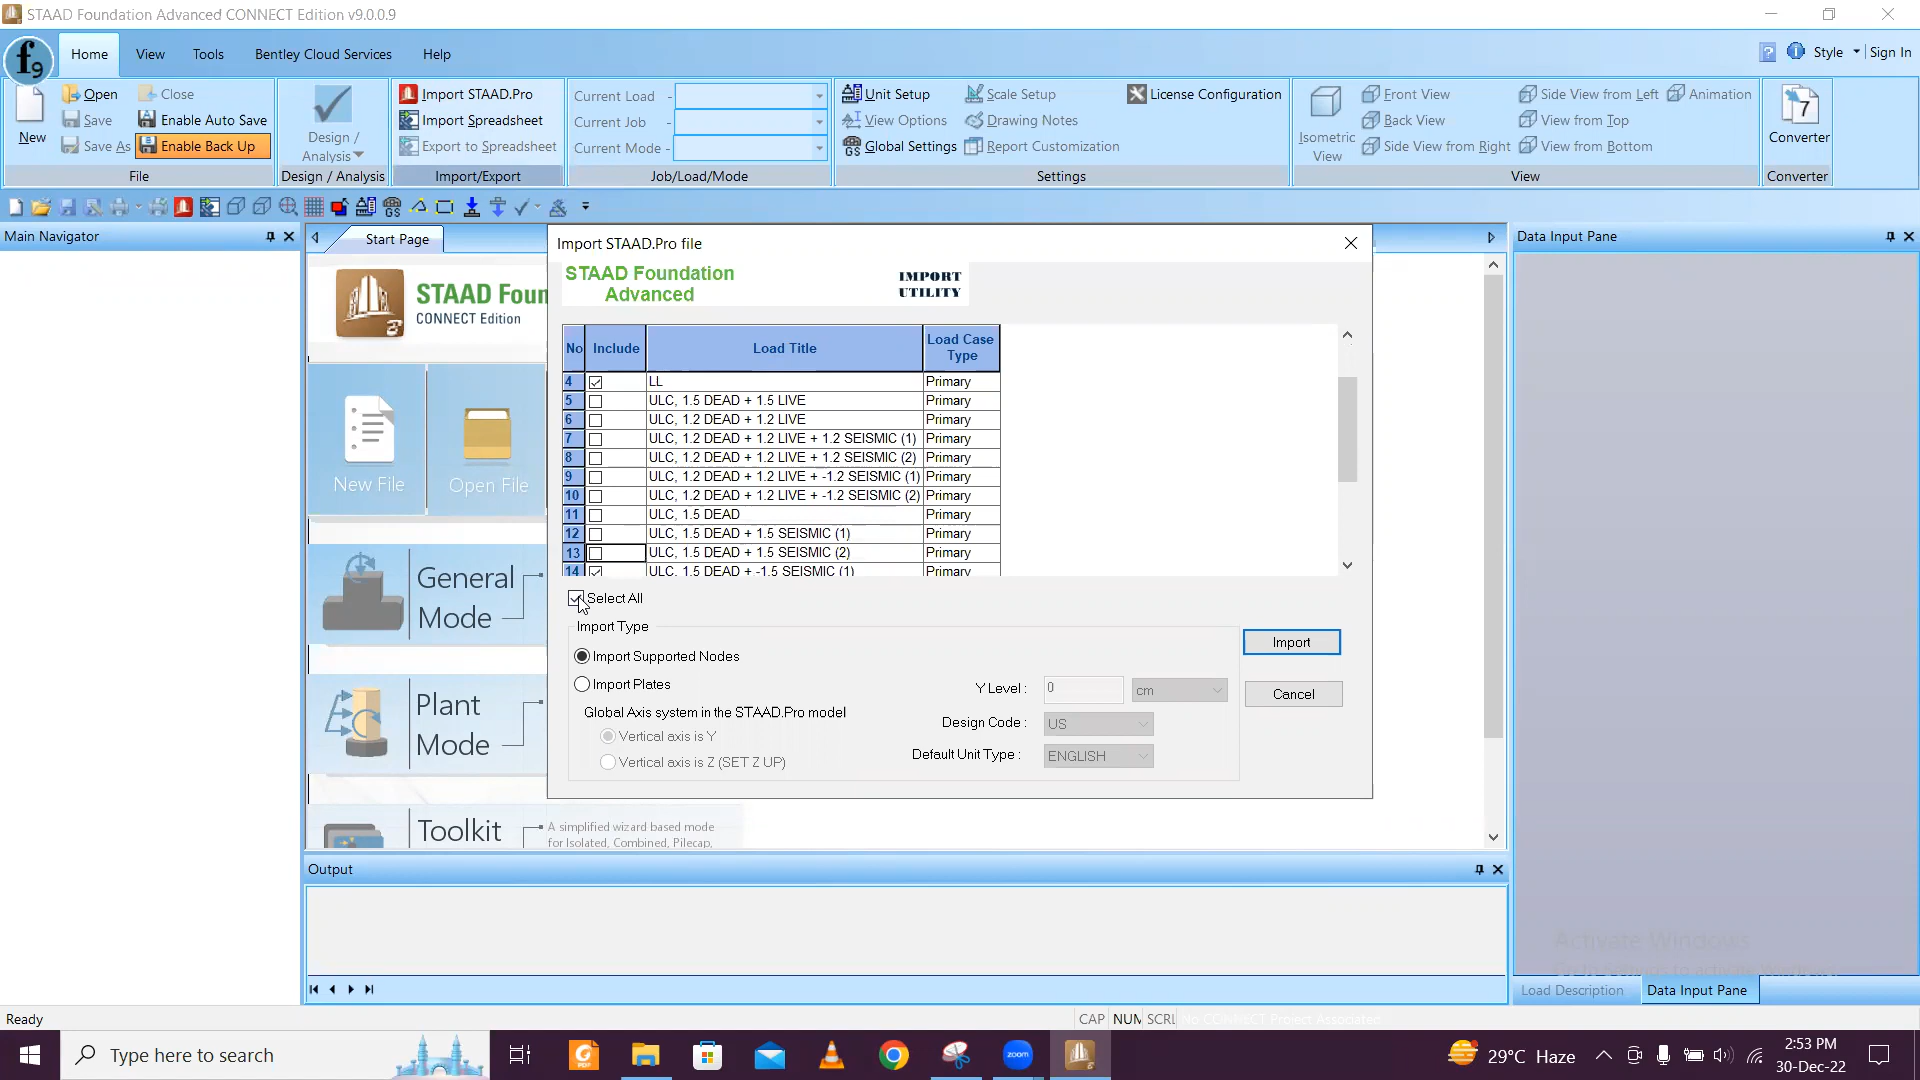 STAAD Foundation Advanced CONNECT Edition v9.0.0.9
f9 Home View Tools Bentley Cloud Services Help Style Sign In
New Open Close Save Enable Auto Save Save As Enable Back Up
File
Design / Analysis
Design / Analysis
Import STAAD.Pro
Import Spreadsheet
Export to Spreadsheet
Import/Export
Current Load -
Current Job -
Current Mode -
Job/Load/Mode
Unit Setup Scale Setup License Configuration
View Options Drawing Notes
Global Settings Report Customization
Settings
Isometric View
Front View Side View from Left Animation
Back View View from Top
Side View from Right View from Bottom
View
7
Converter
Converter
Main Navigator
Start Page
Data Input Pane
STAAD Foun
CONNECT Edition
New File
Open File
General
Mode
Plant
Mode
Toolkit
A simplified wizard based mode
for Isolated, Combined, Pilecap,
Import STAAD.Pro file
STAAD Foundation
Advanced
IMPORT
UTILITY
No Include Load Title Load Case Type
4 LL Primary
5 ULC, 1.5 DEAD + 1.5 LIVE Primary
6 ULC, 1.2 DEAD + 1.2 LIVE Primary
7 ULC, 1.2 DEAD + 1.2 LIVE + 1.2 SEISMIC (1) Primary
8 ULC, 1.2 DEAD + 1.2 LIVE + 1.2 SEISMIC (2) Primary
9 ULC, 1.2 DEAD + 1.2 LIVE + -1.2 SEISMIC (1) Primary
10 ULC, 1.2 DEAD + 1.2 LIVE + -1.2 SEISMIC (2) Primary
11 ULC, 1.5 DEAD Primary
12 ULC, 1.5 DEAD + 1.5 SEISMIC (1) Primary
13 ULC, 1.5 DEAD + 1.5 SEISMIC (2) Primary
14 ULC, 1.5 DEAD + -1.5 SEISMIC (1) Primary
Select All
Import Type
Import Supported Nodes
Import Plates
Global Axis system in the STAAD.Pro model
Vertical axis is Y
Vertical axis is Z (SET Z UP)
Y Level : 0 cm
Design Code : US
Default Unit Type : ENGLISH
Import
Cancel
Output
Activate Windows
Load Description Data Input Pane
Ready CAP NUM SCRL No CONNECT Project Associated
Type here to search
zoom
29°C Haze
2:53 PM
30-Dec-22